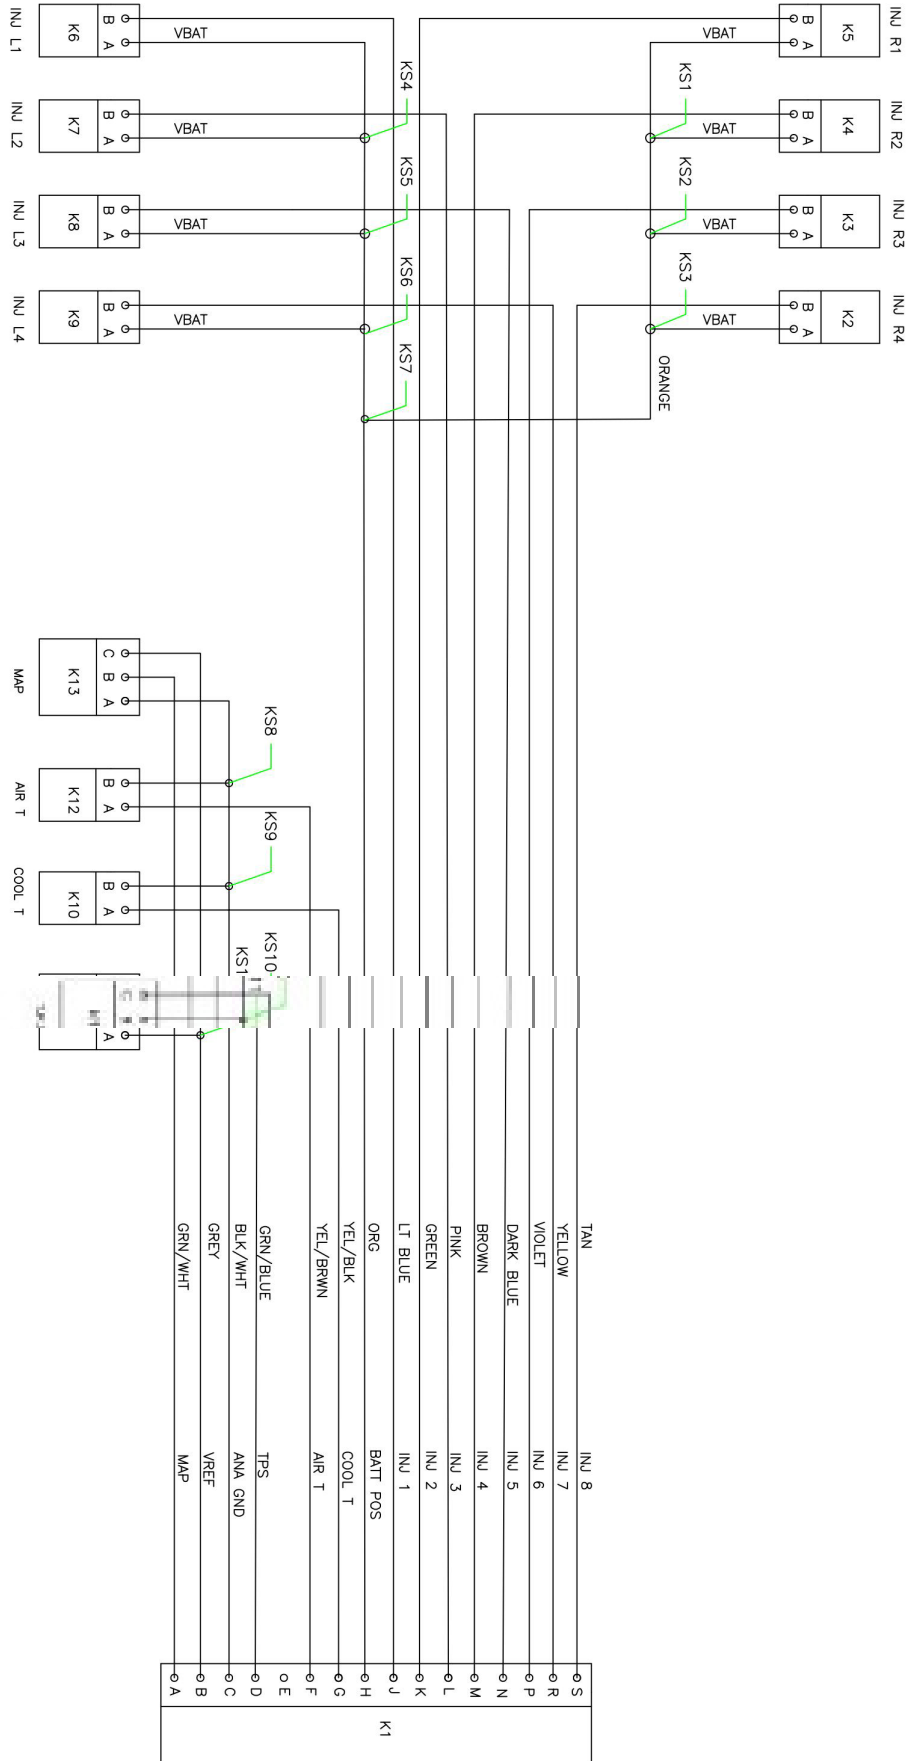 INJ L1
K6
B
A
VBAT
INJ L2
K7
B
A
VBAT
INJ L3
K8
B
A
VBAT
INJ L4
K9
B
A
VBAT
KS4
KS5
KS6
KS7
INJ R1
K5
B
A
VBAT
INJ R2
K4
B
A
VBAT
INJ R3
K3
B
A
VBAT
INJ R4
K2
B
A
VBAT
KS1
KS2
KS3
ORANGE
MAP
K13
C
B
A
KS8
AIR T
K12
B
A
KS9
COOL T
K10
B
A
KS10
A
TAN
YELLOW
VIOLET
DARK BLUE
BROWN
PINK
GREEN
LT BLUE
ORG
YEL/BLK
YEL/BRWN
GRN/BLUE
BLK/WHT
GREY
GRN/WHT
INJ 8
INJ 7
INJ 6
INJ 5
INJ 4
INJ 3
INJ 2
INJ 1
BATT POS
COOL T
AIR T
TPS
ANA GND
VREF
MAP
S
R
P
N
M
L
K
J
H
G
F
E
D
C
B
A
K1